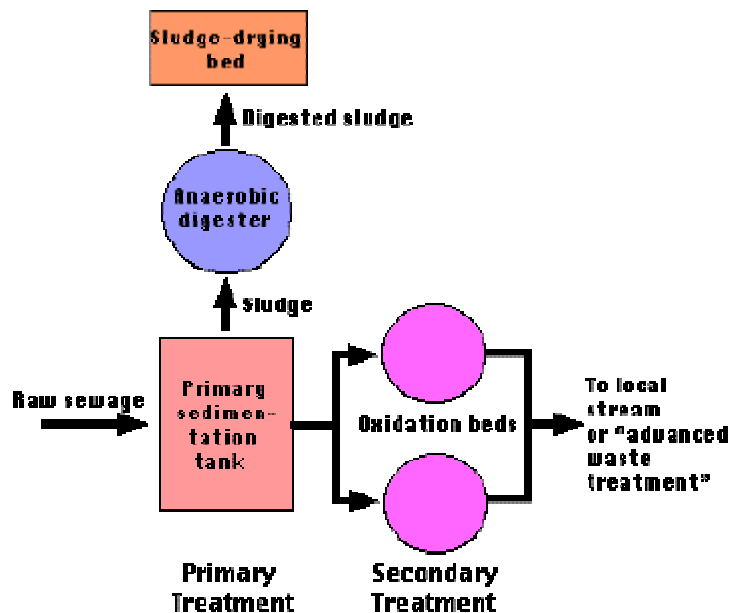 Sludge-drying
bed
Digested sludge
Anaerobic
digester
Sludge
Raw sewage
Primary
sedimen-
tation
tank
Oxidation beds
To local
stream
or "advanced
waste
treatment"
Primary
Treatment
Secondary
Treatment